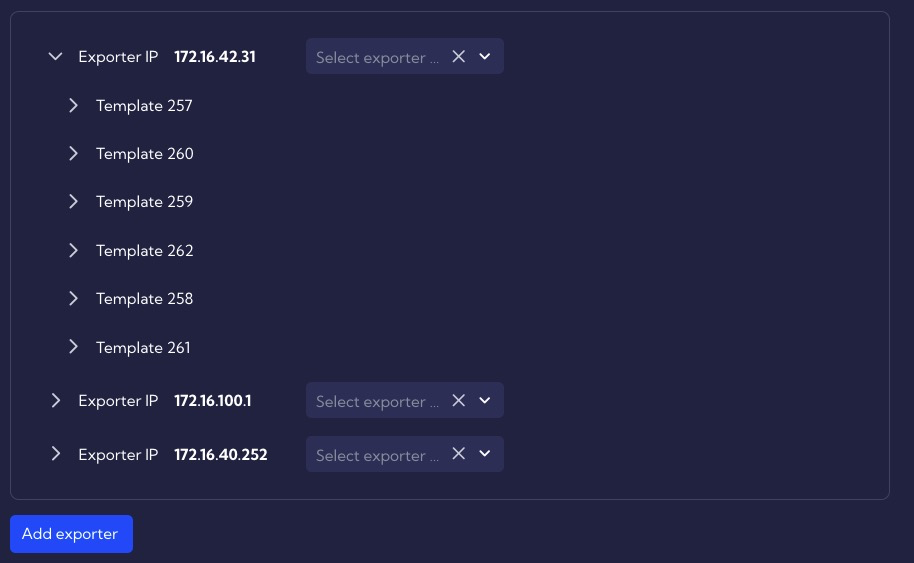 Exporter IP 172.16.42.31 Select exporter ...
Template 257
Template 260
Template 259
Template 262
Template 258
Template 261
Exporter IP 172.16.100.1 Select exporter ...
Exporter IP 172.16.40.252 Select exporter ...
Add exporter